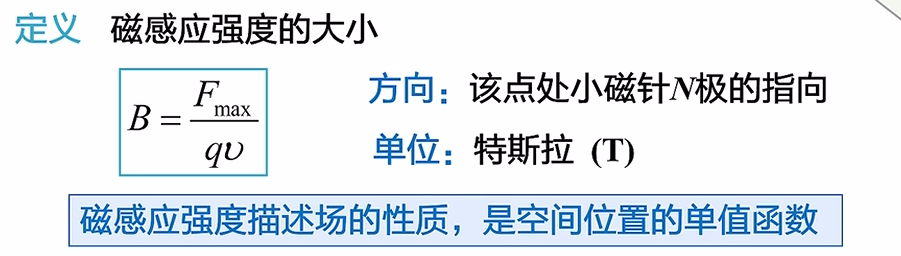 定义 磁感应强度的大小
B = F_max / qυ
方向：该点处小磁针N极的指向
单位：特斯拉 (T)
磁感应强度描述场的性质，是空间位置的单值函数